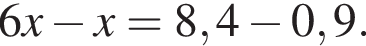 6x − x = 8,4 − 0,9.